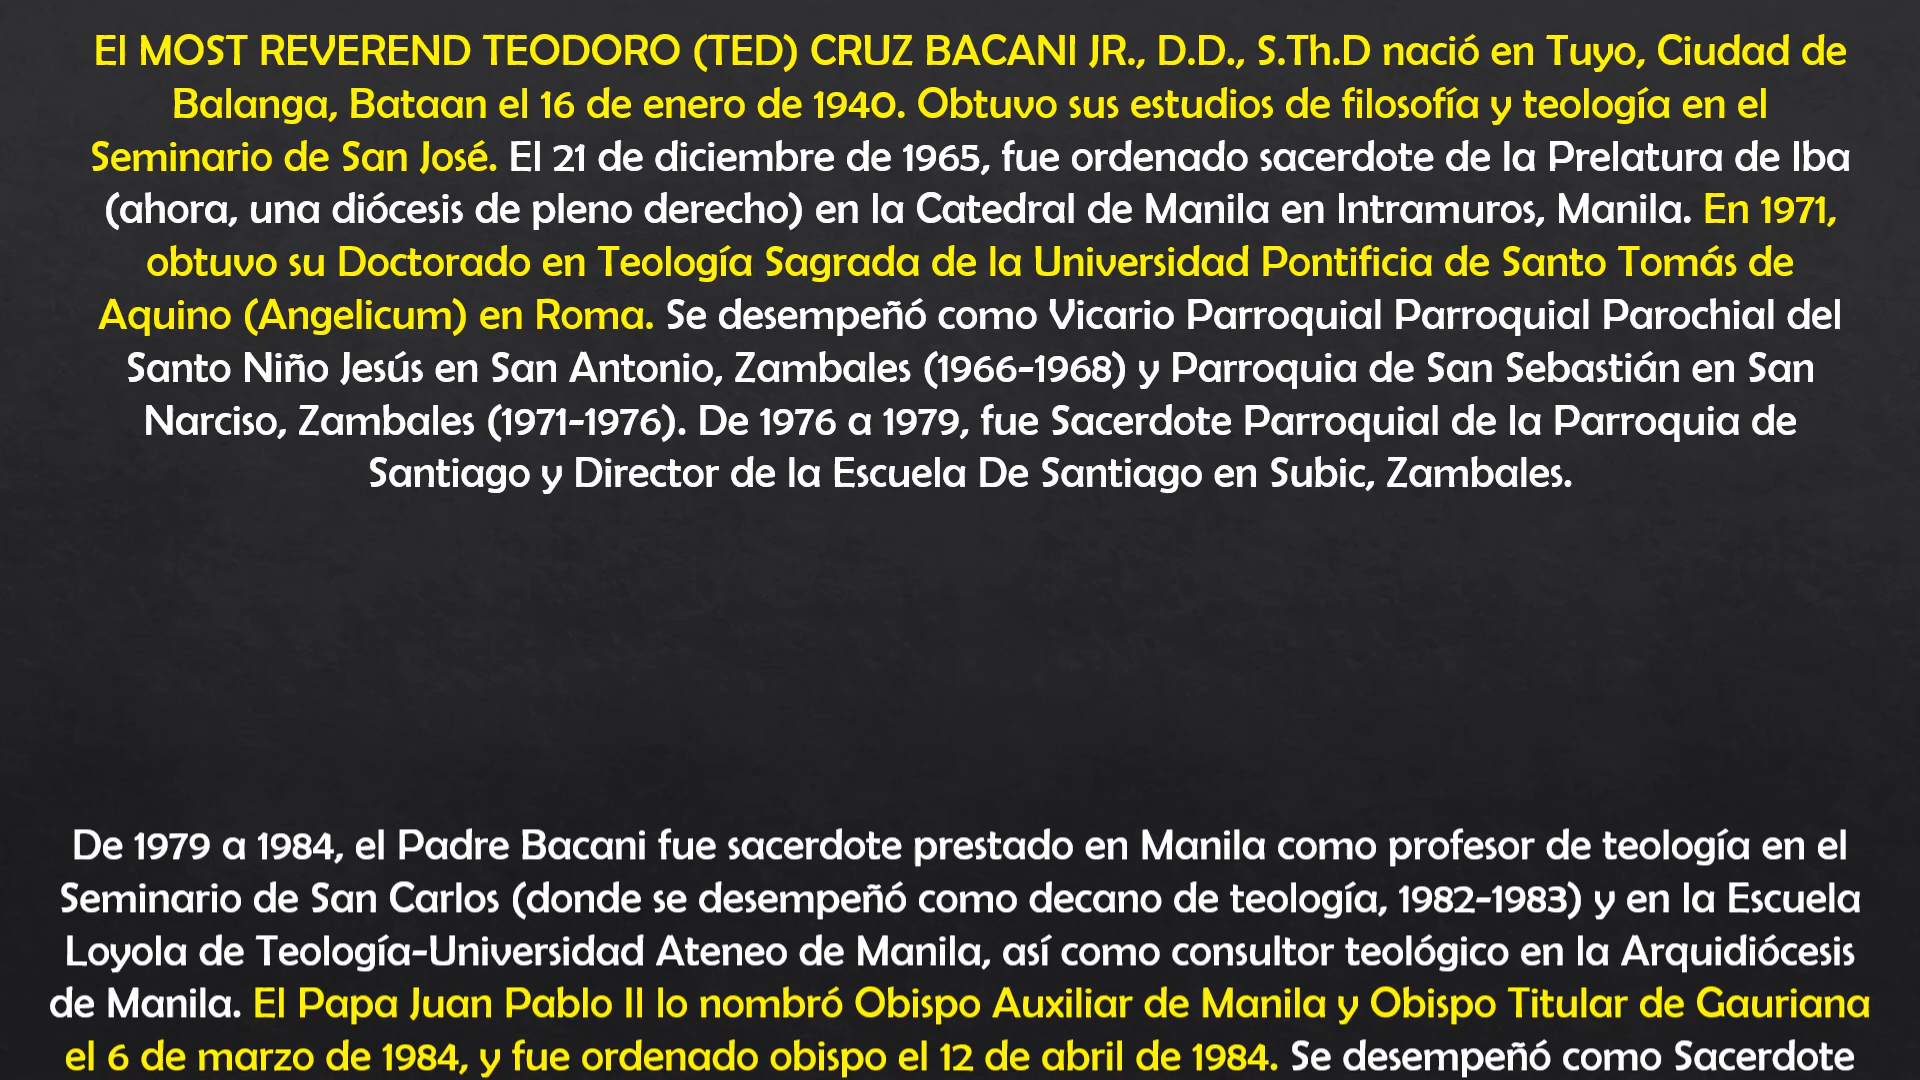 El MOST REVEREND TEODORO (TED) CRUZ BACANI JR., D.D., S.Th.D nació en Tuyo, Ciudad de
Balanga, Bataan el 16 de enero de 1940. Obtuvo sus estudios de filosofía y teología en el
Seminario de San José. El 21 de diciembre de 1965, fue ordenado sacerdote de la Prelatura de Iba
(ahora, una diócesis de pleno derecho) en la Catedral de Manila en Intramuros, Manila. En 1971,
obtuvo su Doctorado en Teología Sagrada de la Universidad Pontificia de Santo Tomás de
Aquino (Angelicum) en Roma. Se desempeñó como Vicario Parroquial Parroquial Parochial del
Santo Niño Jesús en San Antonio, Zambales (1966-1968) y Parroquia de San Sebastián en San
Narciso, Zambales (1971-1976). De 1976 a 1979, fue Sacerdote Parroquial de la Parroquia de
Santiago y Director de la Escuela De Santiago en Subic, Zambales.
De 1979 a 1984, el Padre Bacani fue sacerdote prestado en Manila como profesor de teología en el
Seminario de San Carlos (donde se desempeñó como decano de teología, 1982-1983) y en la Escuela
Loyola de Teología-Universidad Ateneo de Manila, así como consultor teológico en la Arquidiócesis
de Manila. El Papa Juan Pablo II lo nombró Obispo Auxiliar de Manila y Obispo Titular de Gauriana
el 6 de marzo de 1984, y fue ordenado obispo el 12 de abril de 1984. Se desempeñó como Sacerdote